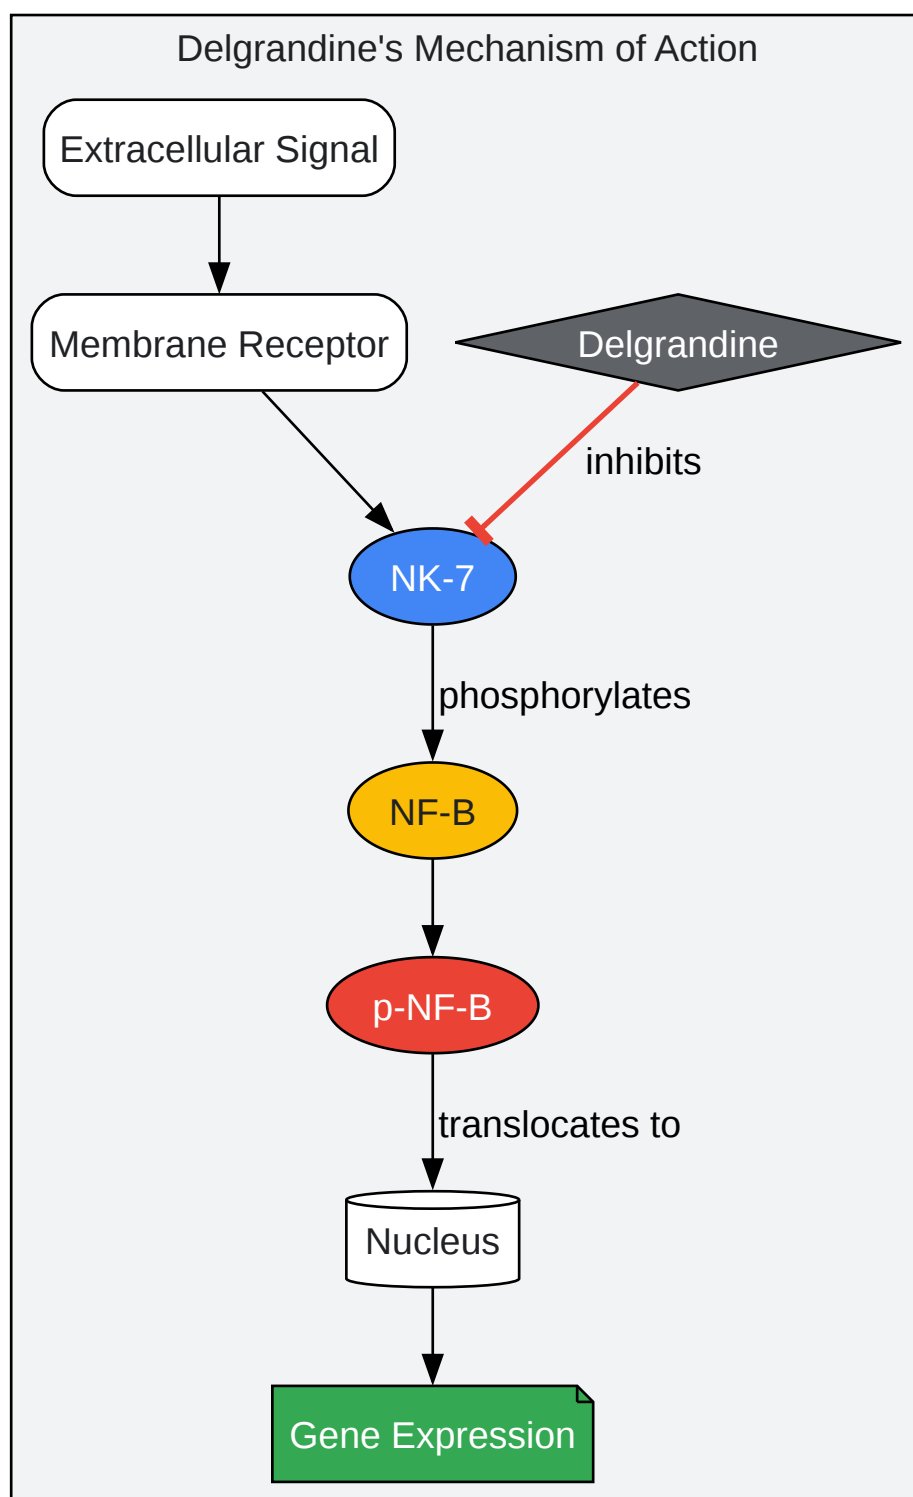 Delgrandine's Mechanism of Action
Extracellular Signal
Membrane Receptor
Delgrandine
inhibits
NK-7
phosphorylates
NF-B
p-NF-B
translocates to
Nucleus
Gene Expression